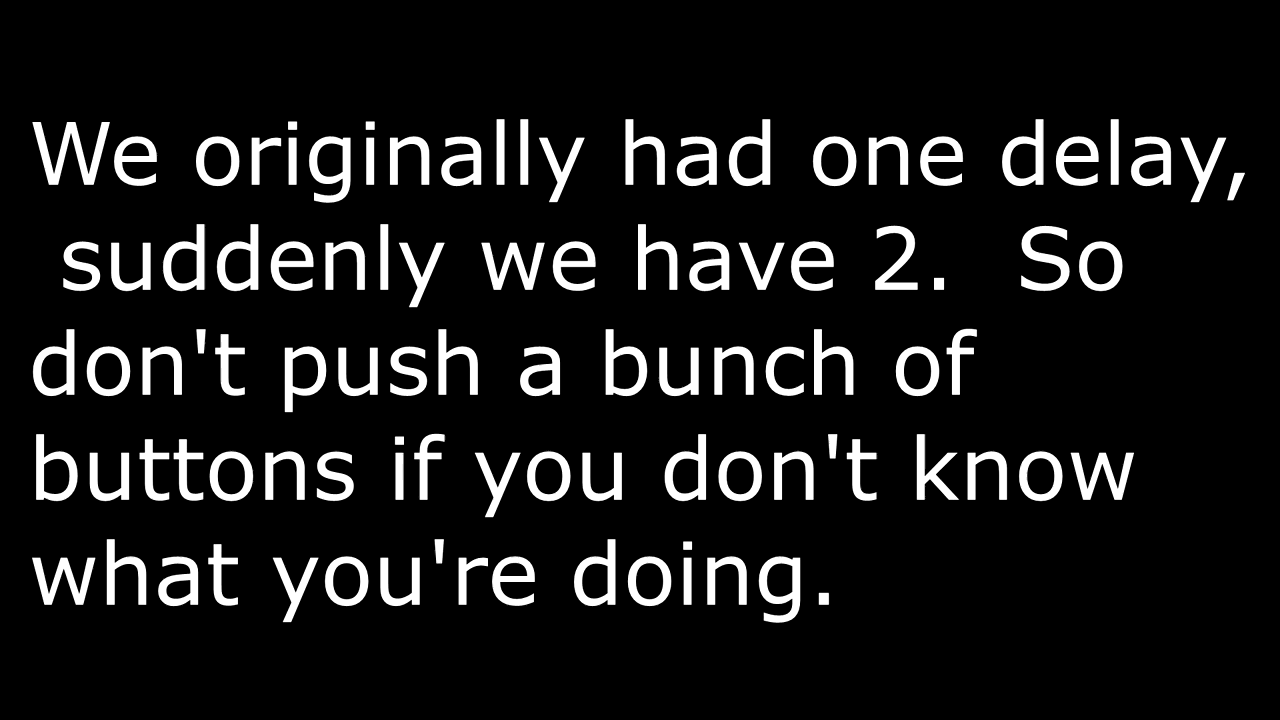 We originally had one delay,
suddenly we have 2.  So
don't push a bunch of
buttons if you don't know
what you're doing.